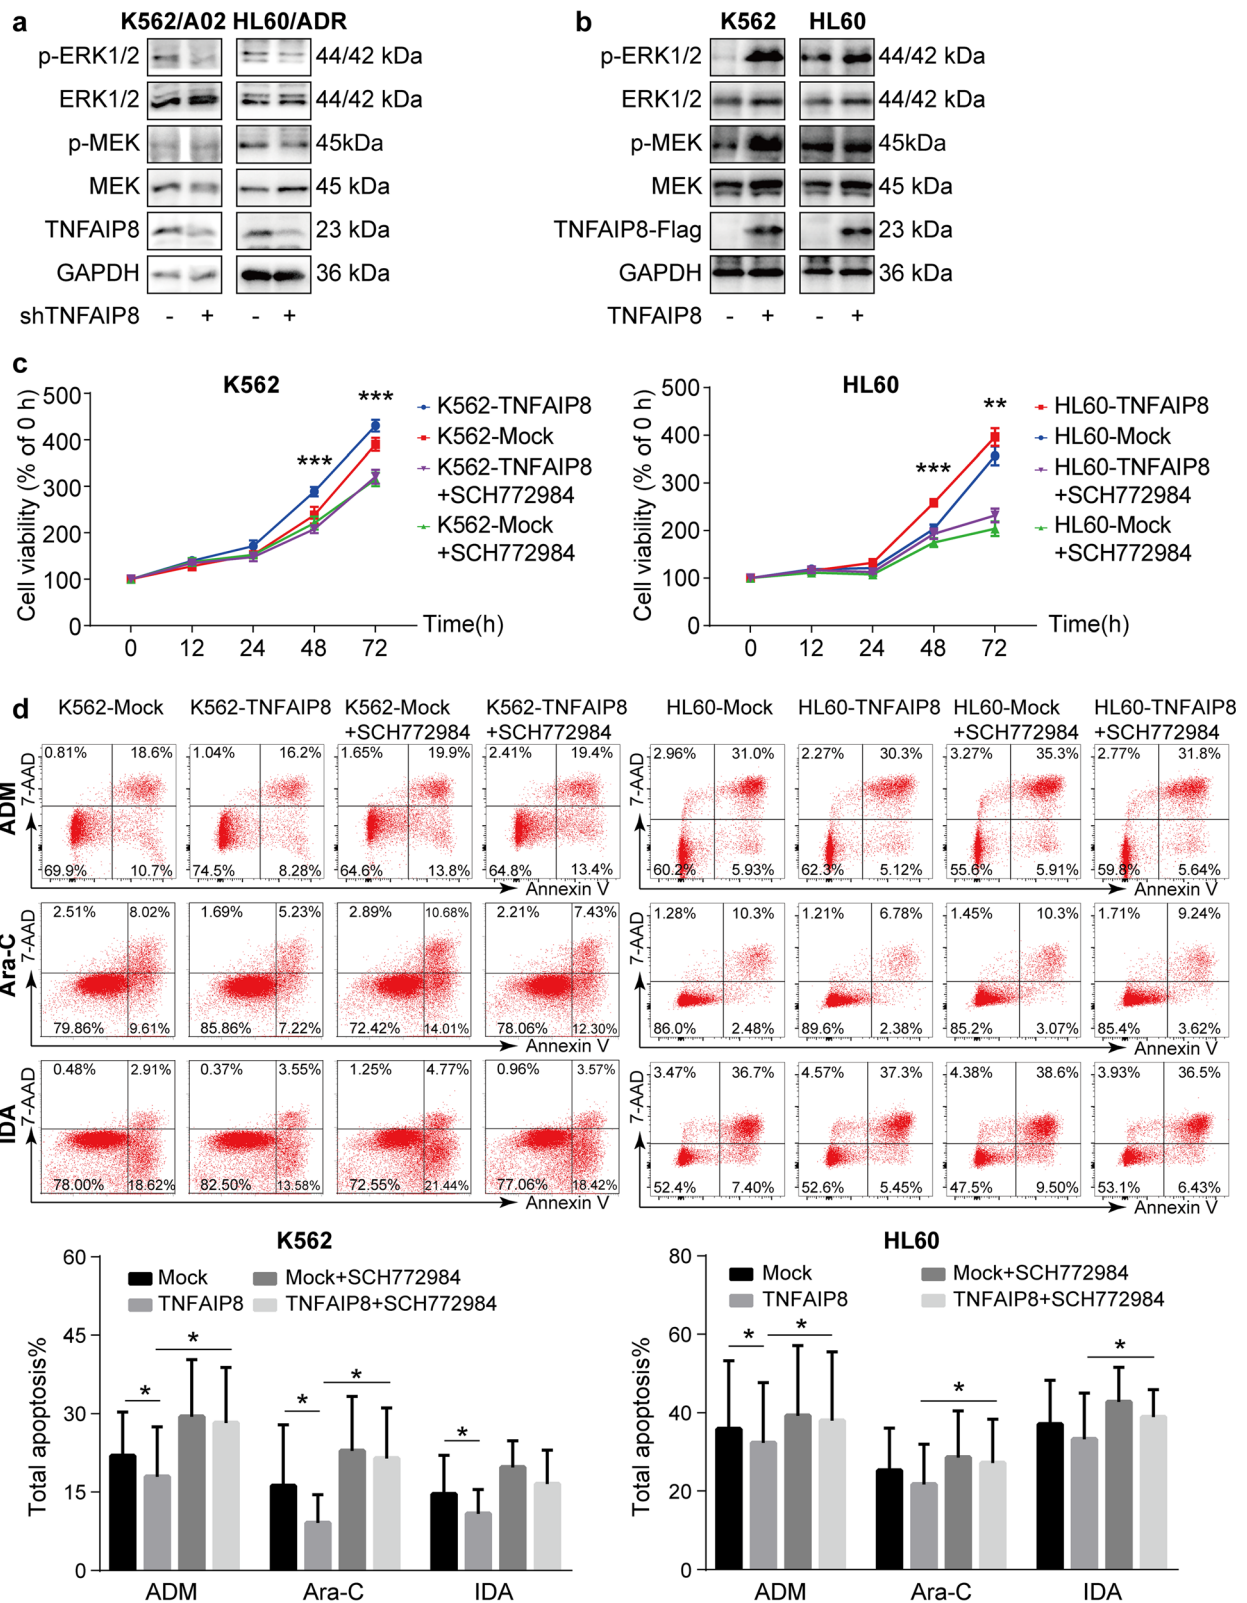 a
K562/A02 HL60/ADR
p-ERK1/2 44/42 kDa
ERK1/2 44/42 kDa
p-MEK 45kDa
MEK 45 kDa
TNFAIP8 23 kDa
GAPDH 36 kDa
shTNFAIP8 - + - +
b
K562 HL60
p-ERK1/2 44/42 kDa
ERK1/2 44/42 kDa
p-MEK 45kDa
MEK 45 kDa
TNFAIP8-Flag 23 kDa
GAPDH 36 kDa
TNFAIP8 - + - +
c
K562
Cell viability (% of 0 h)
500
400
300
200
100
0
0 12 24 48 72
Time(h)
*** ***
K562-TNFAIP8
K562-Mock
K562-TNFAIP8
+SCH772984
K562-Mock
+SCH772984
HL60
Cell viability (% of 0 h)
500
400
300
200
100
0
0 12 24 48 72
Time(h)
*** **
HL60-TNFAIP8
HL60-Mock
HL60-TNFAIP8
+SCH772984
HL60-Mock
+SCH772984
d
K562-Mock K562-TNFAIP8 K562-Mock K562-TNFAIP8 HL60-Mock HL60-TNFAIP8 HL60-Mock HL60-TNFAIP8
+SCH772984 +SCH772984 +SCH772984 +SCH772984
ADM
7-AAD
0.81% 18.6% 1.04% 16.2% 1.65% 19.9% 2.41% 19.4%
69.9% 10.7% 74.5% 8.28% 64.6% 13.8% 64.8% 13.4%
Annexin V
7-AAD
2.96% 31.0% 2.27% 30.3% 3.27% 35.3% 2.77% 31.8%
60.2% 5.93% 62.3% 5.12% 55.6% 5.91% 59.8% 5.64%
Annexin V
Ara-C
7-AAD
2.51% 8.02% 1.69% 5.23% 2.89% 10.68% 2.21% 7.43%
79.86% 9.61% 85.86% 7.22% 72.42% 14.01% 78.06% 12.30%
Annexin V
7-AAD
1.28% 10.3% 1.21% 6.78% 1.45% 10.3% 1.71% 9.24%
86.0% 2.48% 89.6% 2.38% 85.2% 3.07% 85.4% 3.62%
Annexin V
IDA
7-AAD
0.48% 2.91% 0.37% 3.55% 1.25% 4.77% 0.96% 3.57%
78.00% 18.62% 82.50% 13.58% 72.55% 21.44% 77.06% 18.42%
Annexin V
7-AAD
3.47% 36.7% 4.57% 37.3% 4.38% 38.6% 3.93% 36.5%
52.4% 7.40% 52.6% 5.45% 47.5% 9.50% 53.1% 6.43%
Annexin V
K562
Total apoptosis%
60
45
30
15
0
Mock Mock+SCH772984
TNFAIP8 TNFAIP8+SCH772984
* * * * *
ADM Ara-C IDA
HL60
Total apoptosis%
80
60
40
20
0
Mock Mock+SCH772984
TNFAIP8 TNFAIP8+SCH772984
* * * *
ADM Ara-C IDA